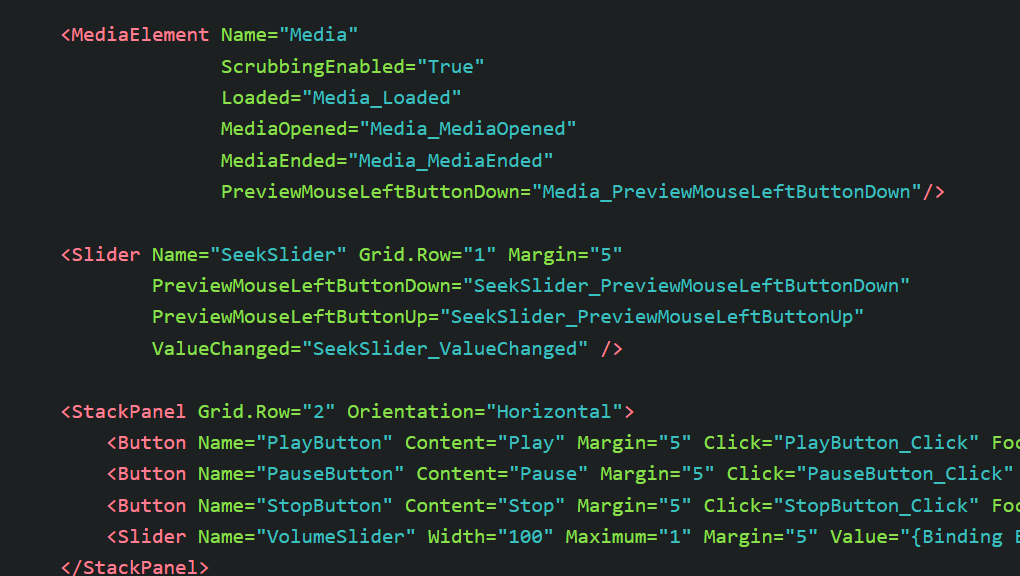 <MediaElement Name="Media"
ScrubbingEnabled="True"
Loaded="Media_Loaded"
MediaOpened="Media_MediaOpened"
MediaEnded="Media_MediaEnded"
PreviewMouseLeftButtonDown="Media_PreviewMouseLeftButtonDown"/>
<Slider Name="SeekSlider" Grid.Row="1" Margin="5"
PreviewMouseLeftButtonDown="SeekSlider_PreviewMouseLeftButtonDown"
PreviewMouseLeftButtonUp="SeekSlider_PreviewMouseLeftButtonUp"
ValueChanged="SeekSlider_ValueChanged" />
<StackPanel Grid.Row="2" Orientation="Horizontal">
<Button Name="PlayButton" Content="Play" Margin="5" Click="PlayButton_Click"
<Button Name="PauseButton" Content="Pause" Margin="5" Click="PauseButton_Click"
<Button Name="StopButton" Content="Stop" Margin="5" Click="StopButton_Click"
<Slider Name="VolumeSlider" Width="100" Maximum="1" Margin="5" Value="{Binding
</StackPanel>